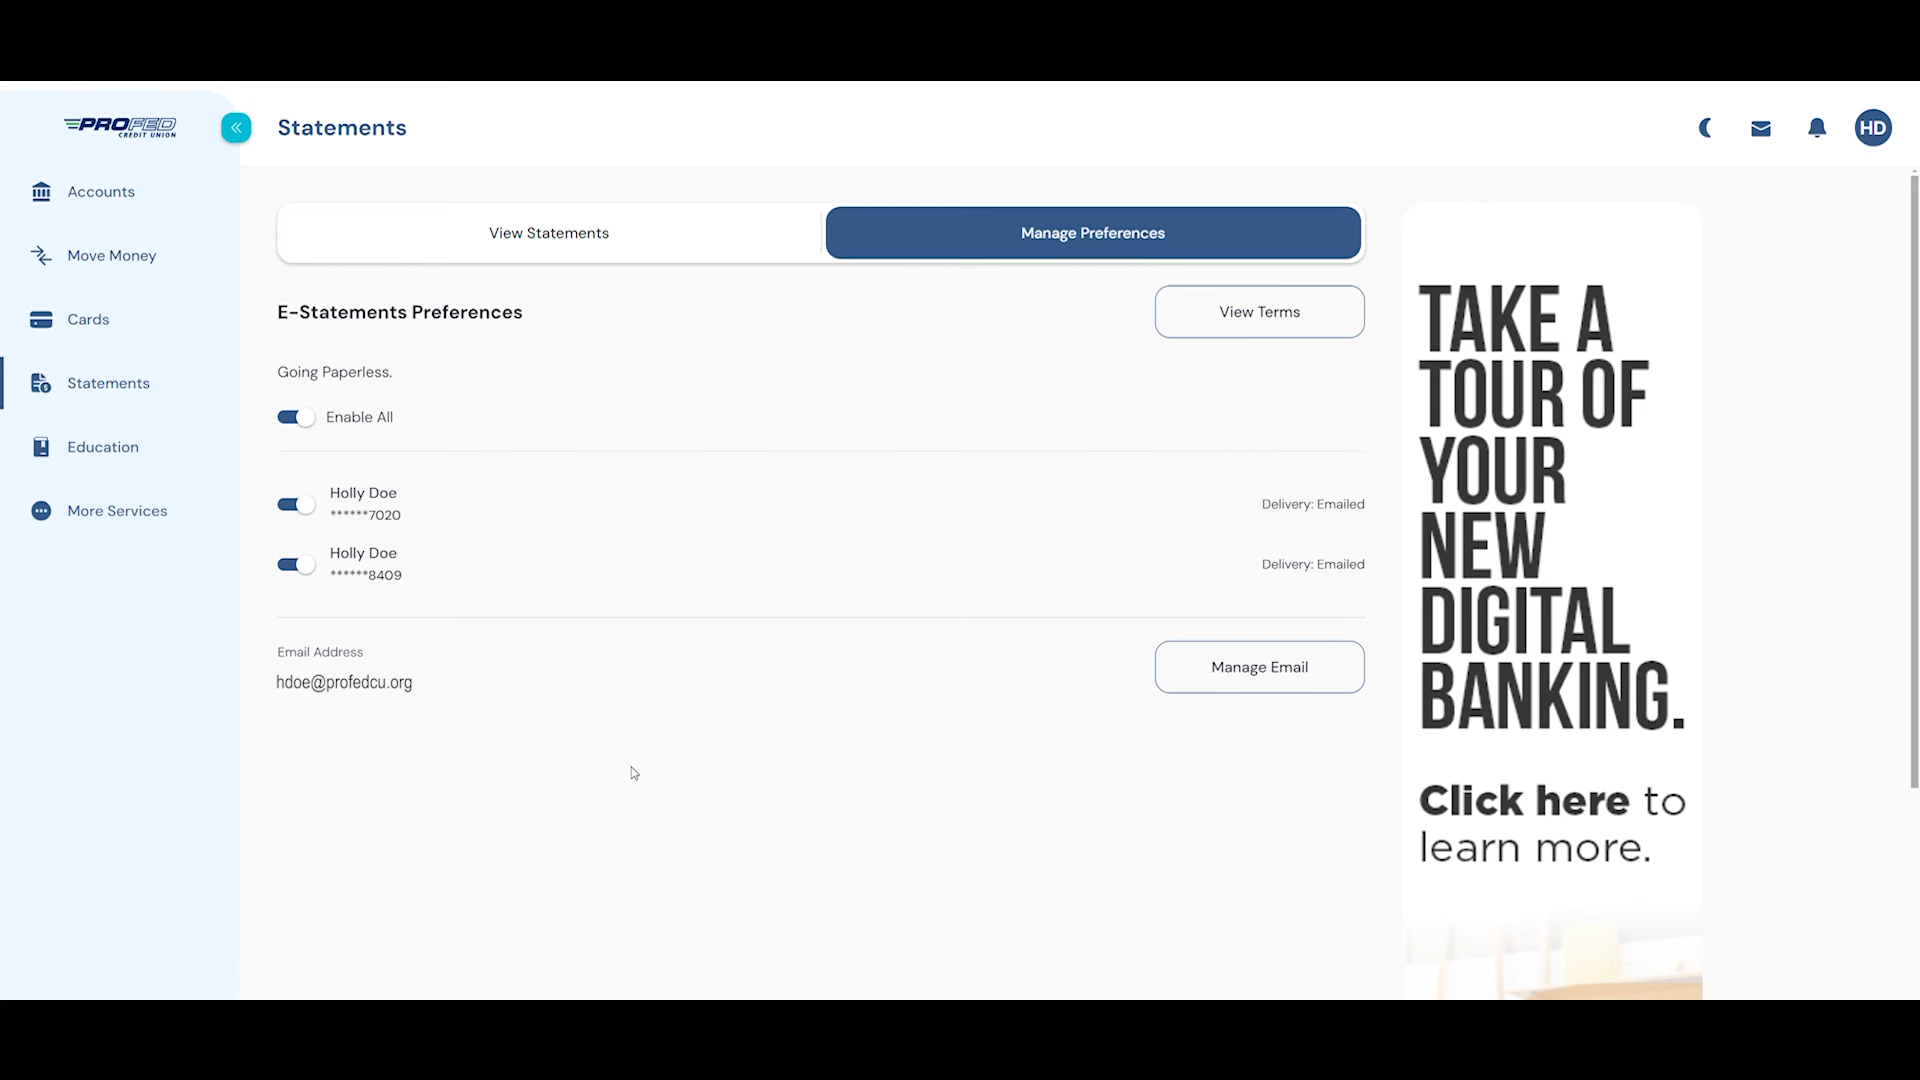 PROFED
CREDIT UNION
Statements
HD
Accounts
Move Money
Cards
Statements
Education
More Services
View Statements
Manage Preferences
E-Statements Preferences
View Terms
Going Paperless.
Enable All
Holly Doe
******7020
Delivery: Emailed
Holly Doe
******8409
Delivery: Emailed
Email Address
hdoe@profedcu.org
Manage Email
TAKE A
TOUR OF
YOUR
NEW
DIGITAL
BANKING.
Click here to
learn more.